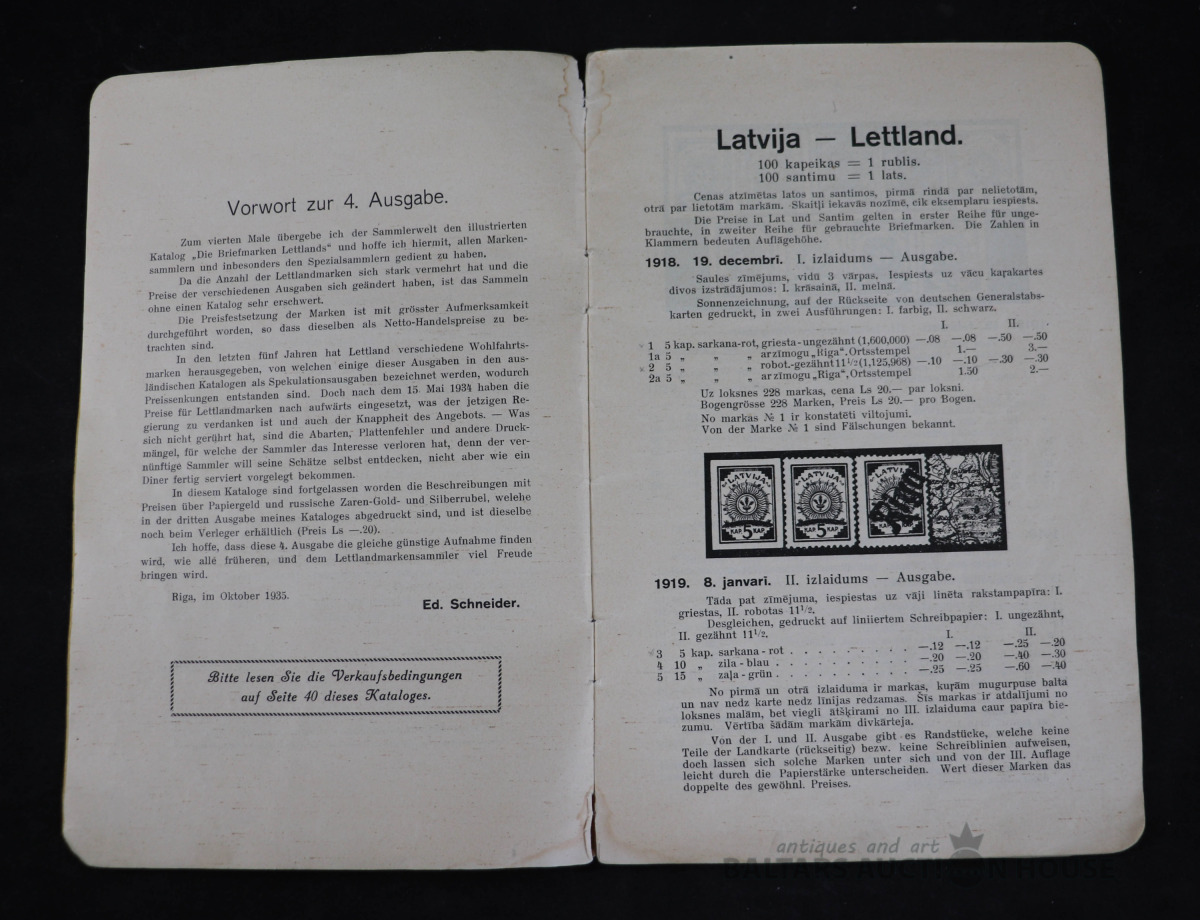 Vorwort zur 4. Ausgabe.
Zum vierten Male übergebe ich der Sammlerwelt den illustrierten
Katalog „Die Briefmarken Lettlands“ und hoffe ich hiermit, allen Marken-
sammlern und inbesonders den Spezialsammlern gedient zu haben.
Da die Anzahl der Lettlandmarken sich stark vermehrt hat und die
Preise der verschiedenen Ausgaben sich geändert haben, ist das Sammeln
ohne einen Katalog sehr erschwert.
Die Preisfestsetzung der Marken ist mit grösster Aufmerksamkeit
durchgeführt worden, so dass dieselben als Netto-Handelspreise zu be-
trachten sind.
In den letzten fünf Jahren hat Lettland verschiedene Wohlfahrts-
marken herausgegeben, von welchen einige dieser Ausgaben in den aus-
ländischen Katalogen als Spekulationsausgaben bezeichnet werden, wodurch
Preissenkungen entstanden sind. Doch nach dem 15. Mai 1934 haben die
Preise für Lettlandmarken nach aufwärts eingesetzt, was der jetzigen Re-
gierung zu verdanken ist und auch der Knappheit des Angebots. — Was
sich nicht gerührt hat, sind die Abarten, Plattenfehler und andere Druck-
mängel, für welche der Sammler das Interesse verloren hat, denn der ver-
nünftige Sammler will seine Schätze selbst entdecken, nicht aber wie ein
Diner fertig serviert vorgelegt bekommen.
In diesem Kataloge sind fortgelassen worden die Beschreibungen mit
Preisen über Papiergeld und russische Zaren-Gold- und Silberrubel, welehe
in der dritten Ausgabe meines Kataloges abgedruckt sind, und ist dieselbe
noch beim Verleger erhältlich (Preis Ls —.20).
Ich hoffe, dass diese 4. Ausgabe die gleiche günstige Aufnahme finden
wird, wie alle früheren, und dem Lettlandmarkensammler viel Freude
bringen wird.
Riga, im Oktober 1935.
Ed. Schneider.
Bitte lesen Sie die Verkaufsbedingungen
auf Seite 40 dieses Kataloges.
Latvija — Lettland.
100 kapeikas = 1 rublis.
100 santimu = 1 lats.
Cenas atzīmētas latos un santimos, pirmā rindā par nelietotām,
otrā par lietotām markām. Skaitļi iekavās nozīmē, cik eksemplaru iespiests.
Die Preise in Lat und Santim gelten in erster Reihe für unge-
brauchte, in zweiter Reihe für gebrauchte Briefmarken. Die Zahlen in
Klammern bedeuten Auflägehöhe.
1918. 19. decembrī. I. izlaidums — Ausgabe.
Saules zīmējums, vidū 3 vārpas, Iespiests uz vācu kaŗakartes
divos izstrādājumos: I. krāsainā, II. melnā.
Sonnenzeichnung, auf der Rückseite von deutschen Generalstabs-
karten gedruckt, in zwei Ausführungen: I. farbig, II. schwarz.
I. II.
1 5 kap. sarkana-rot, griesta-ungezähnt (1,600,000) —.08 —.08 —.50 —.50
1a 5 „ „ „ ar zīmogu „Rīga“, Ortsstempel 1.— 3.—
2 5 „ „ „ robot.-gezähnt 11½ (1,125,968) —.10 —.10 —.30 —.30
2a 5 „ „ „ ar zīmogu „Rīga“, Ortsstempel 1.50 2.—
Uz loksnes 228 markas, cena Ls 20.— par loksni.
Bogengrösse 228 Marken, Preis Ls 20.— pro Bogen.
No markas № 1 ir konstatēti viltojumi.
Von der Marke № 1 sind Fälschungen bekannt.
LATVIJA LATVIJA LATVIJA
KAP. 5 KAP. KAP. 5 KAP. KAP. 5 KAP.
1919. 8. janvarī. II. izlaidums — Ausgabe.
Tāda pat zīmējuma, iespiestas uz vāji linēta rakstampapīra: I.
griestas, II. robotas 11½.
Desgleichen, gedruckt auf liniiertem Schreibpapier: I. ungezähnt,
II. gezähnt 11½.
I. II.
3 5 kap. sarkana - rot . . . . . . . . . . —.12 —.12 —.25 —.20
4 10 „ zila - blau . . . . . . . . . . —.20 —.20 —.40 —.30
5 15 „ zaļa - grün . . . . . . . . . . —.25 —.25 —.60 —.40
No pirmā un otrā izlaiduma ir markas, kuŗām mugurpuse balta
un nav nedz karte nedz līnijas redzamas. Šīs markas ir atdalījumi no
loksnes malām, bet viegli atšķirami no III. izlaiduma caur papīra bie-
zumu. Vērtība šādām markām divkārtēja.
Von der I. und II. Ausgabe gibt es Randstücke, welche keine
Teile der Landkarte (rückseitig) bezw. keine Schreiblinien aufweisen,
doch lassen sich solche Marken unter sich und von der III. Auflage
leicht durch die Papierstärke unterscheiden. Wert dieser Marken das
doppelte des gewöhnl. Preises.
antiques and art
BALTARS AUCTION HOUSE